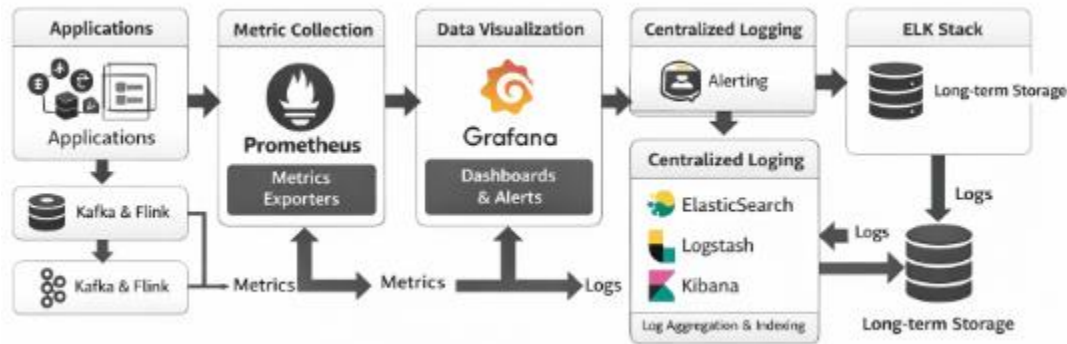 Applications
Applications
Kafka & Flink
Kafka & Flink
Metric Collection
Prometheus
Metrics
Exporters
Metrics
Data Visualization
Grafana
Dashboards
& Alerts
Metrics
Logs
Centralized Logging
Alerting
Centralized Loging
ElasticSearch
Logstash
Kibana
Log Aggregation & Indexing
ELK Stack
Long-term Storage
Logs
Logs
Long-term Storage